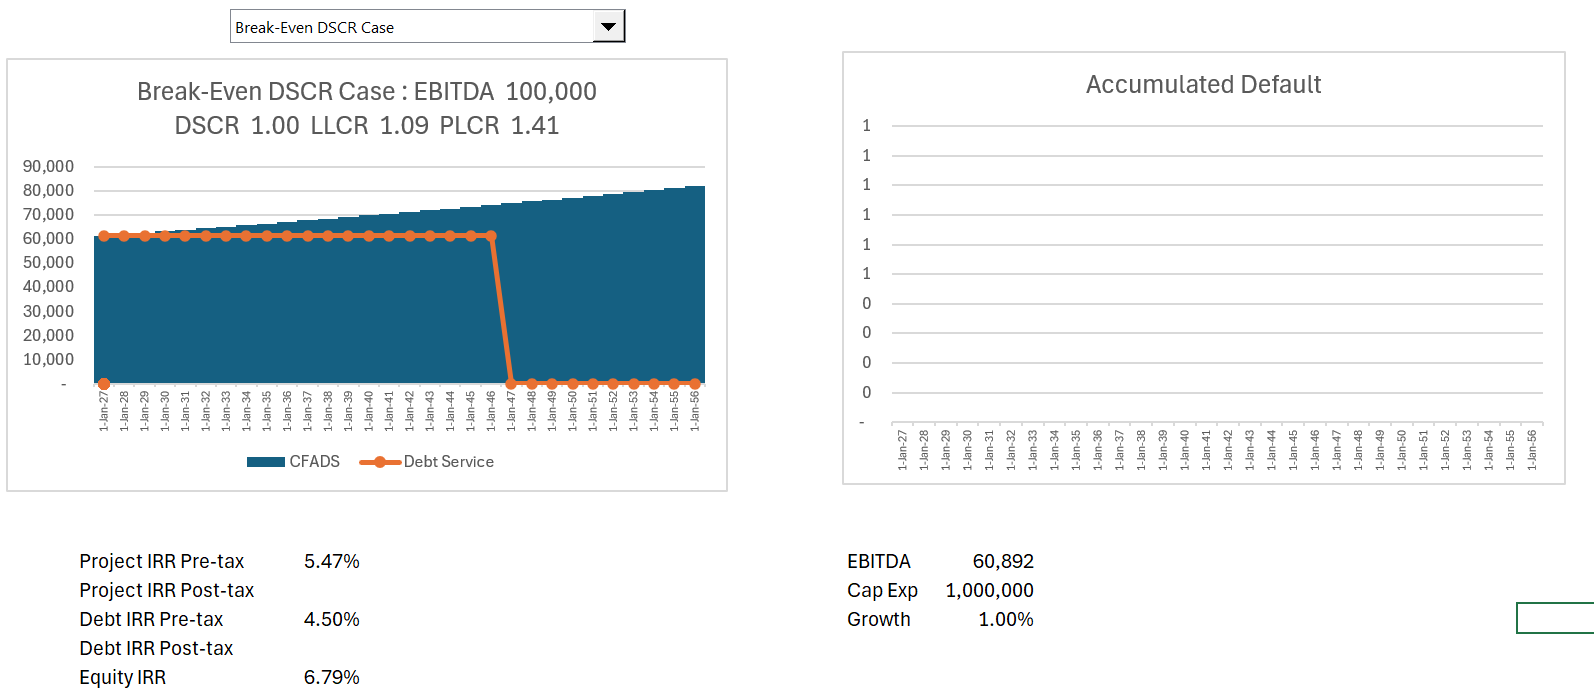 Break-Even DSCR Case
Break-Even DSCR Case : EBITDA 100,000
DSCR 1.00 LLCR 1.09 PLCR 1.41
90,000
80,000
70,000
60,000
50,000
40,000
30,000
20,000
10,000
-
1-Jan-27
1-Jan-28
1-Jan-29
1-Jan-30
1-Jan-31
1-Jan-32
1-Jan-33
1-Jan-34
1-Jan-35
1-Jan-36
1-Jan-37
1-Jan-38
1-Jan-39
1-Jan-40
1-Jan-41
1-Jan-42
1-Jan-43
1-Jan-44
1-Jan-45
1-Jan-46
1-Jan-47
1-Jan-48
1-Jan-49
1-Jan-50
1-Jan-51
1-Jan-52
1-Jan-53
1-Jan-54
1-Jan-55
1-Jan-56
CFADS Debt Service
Accumulated Default
1
1
1
1
1
1
0
0
0
0
-
1-Jan-27
1-Jan-28
1-Jan-29
1-Jan-30
1-Jan-31
1-Jan-32
1-Jan-33
1-Jan-34
1-Jan-35
1-Jan-36
1-Jan-37
1-Jan-38
1-Jan-39
1-Jan-40
1-Jan-41
1-Jan-42
1-Jan-43
1-Jan-44
1-Jan-45
1-Jan-46
1-Jan-47
1-Jan-48
1-Jan-49
1-Jan-50
1-Jan-51
1-Jan-52
1-Jan-53
1-Jan-54
1-Jan-55
1-Jan-56
Project IRR Pre-tax 5.47%
Project IRR Post-tax
Debt IRR Pre-tax 4.50%
Debt IRR Post-tax
Equity IRR 6.79%
EBITDA 60,892
Cap Exp 1,000,000
Growth 1.00%